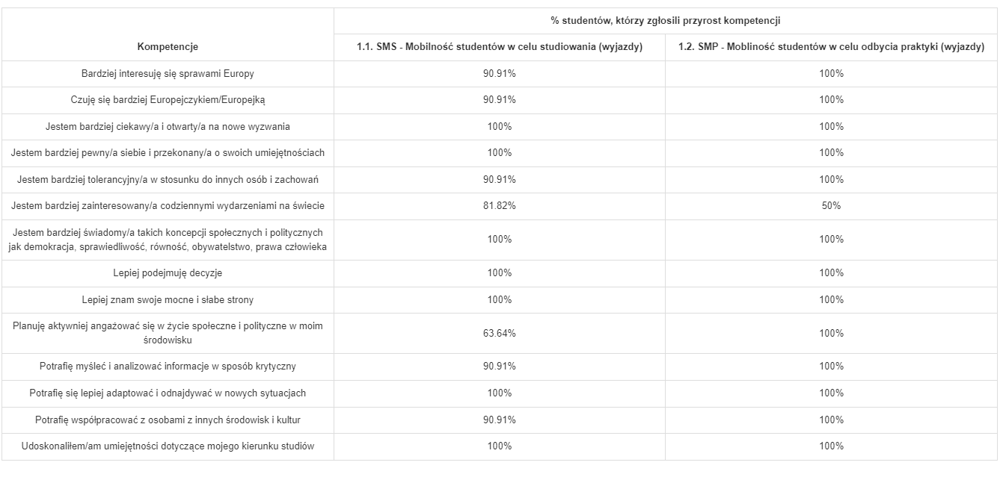 % studentów, którzy zgłosili przyrost kompetencji
Kompetencje 1.1. SMS - Mobilność studentów w celu studiowania (wyjazdy) 1.2. SMP - Mobliność studentów w celu odbycia praktyki (wyjazdy)
Bardziej interesuję się sprawami Europy 90.91% 100%
Czuję się bardziej Europejczykiem/Europejką 90.91% 100%
Jestem bardziej ciekawy/a i otwarty/a na nowe wyzwania 100% 100%
Jestem bardziej pewny/a siebie i przekonany/a o swoich umiejętnościach 100% 100%
Jestem bardziej tolerancyjny/a w stosunku do innych osób i zachowań 90.91% 100%
Jestem bardziej zainteresowany/a codziennymi wydarzeniami na świecie 81.82% 50%
Jestem bardziej świadomy/a takich koncepcji społecznych i politycznych
jak demokracja, sprawiedliwość, równość, obywatelstwo, prawa człowieka 100% 100%
Lepiej podejmuję decyzje 100% 100%
Lepiej znam swoje mocne i słabe strony 100% 100%
Planuję aktywniej angażować się w życie społeczne i polityczne w moim
środowisku 63.64% 100%
Potrafię myśleć i analizować informacje w sposób krytyczny 90.91% 100%
Potrafię się lepiej adaptować i odnajdywać w nowych sytuacjach 100% 100%
Potrafię współpracować z osobami z innych środowisk i kultur 90.91% 100%
Udoskonaliłem/am umiejętności dotyczące mojego kierunku studiów 100% 100%